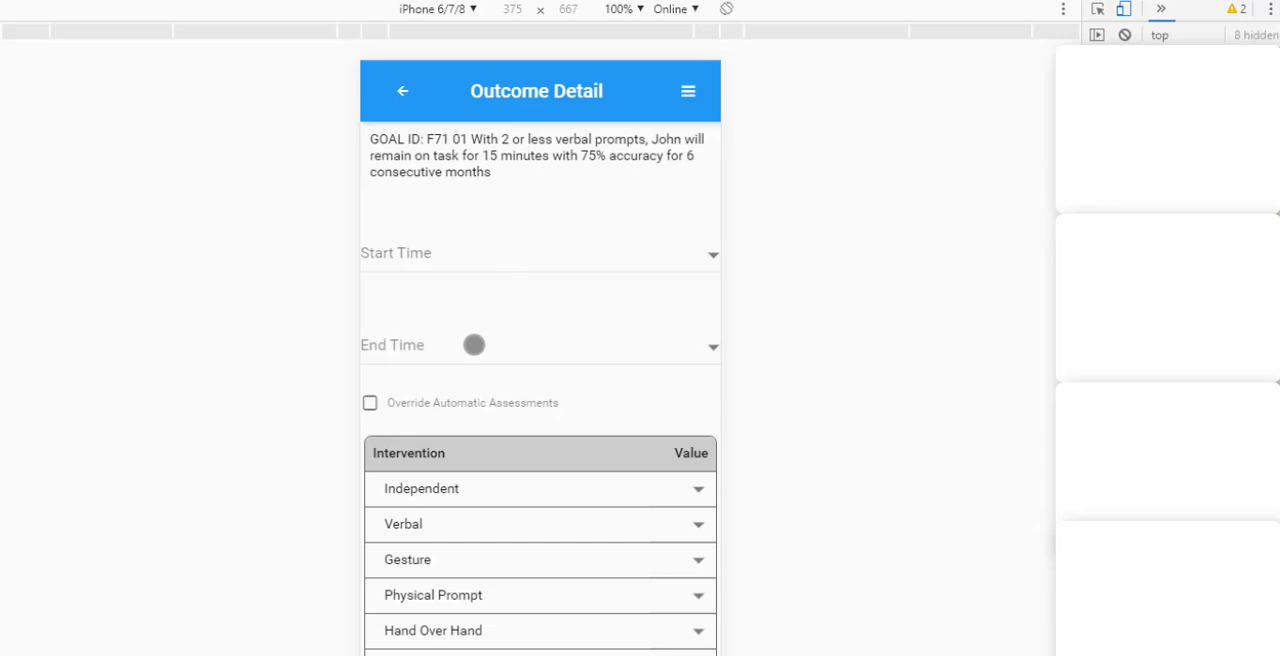 iPhone 6/7/8 ▼ 375 × 667 100% ▼ Online ▼
2
top 8 hidden
Outcome Detail
GOAL ID: F71 01 With 2 or less verbal prompts, John will
remain on task for 15 minutes with 75% accuracy for 6
consecutive months
Start Time
End Time
Override Automatic Assessments
Intervention Value
Independent
Verbal
Gesture
Physical Prompt
Hand Over Hand